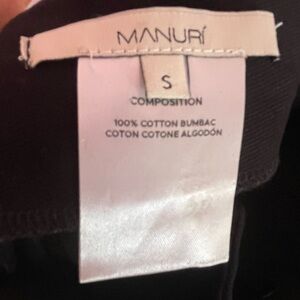 MANURÍ
S
COMPOSITION
100% COTTON BUMBAC
COTON COTONE ALGODÓN